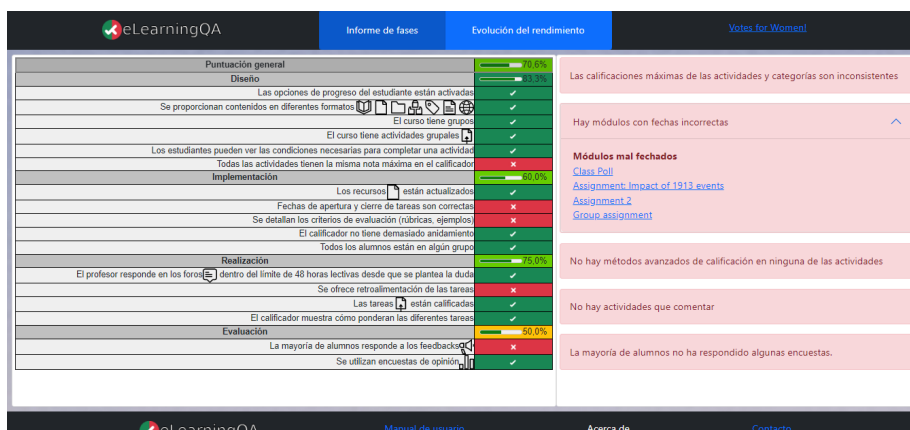 eLearningQA
Informe de fases
Evolución del rendimiento
Votes for Women!
Puntuación general 70,6%
Diseño 83,3%
Las opciones de progreso del estudiante están activadas
Se proporcionan contenidos en diferentes formatos
El curso tiene grupos
El curso tiene actividades grupales
Los estudiantes pueden ver las condiciones necesarias para completar una actividad
Todas las actividades tienen la misma nota máxima en el calificador
Implementación 60,0%
Los recursos están actualizados
Fechas de apertura y cierre de tareas son correctas
Se detallan los criterios de evaluación (rúbricas, ejemplos)
El calificador no tiene demasiado anidamiento
Todos los alumnos están en algún grupo
Realización 75,0%
El profesor responde en los foros dentro del límite de 48 horas lectivas desde que se plantea la duda
Se ofrece retroalimentación de las tareas
Las tareas están calificadas
El calificador muestra cómo ponderan las diferentes tareas
Evaluación 50,0%
La mayoría de alumnos responde a los feedbacks
Se utilizan encuestas de opinión
Las calificaciones máximas de las actividades y categorías son inconsistentes
Hay módulos con fechas incorrectas
Módulos mal fechados
Class Poll
Assignment: Impact of 1913 events
Assignment 2
Group assignment
No hay métodos avanzados de calificación en ninguna de las actividades
No hay actividades que comentar
La mayoría de alumnos no ha respondido algunas encuestas.
eLearningQA
Manual de usuario
Acerca de
Contacto